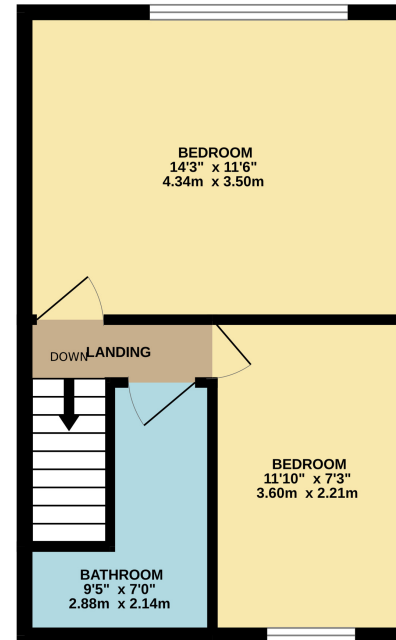 BEDROOM
14'3" x 11'6"
4.34m x 3.50m
DOWN
LANDING
BEDROOM
11'10" x 7'3"
3.60m x 2.21m
BATHROOM
9'5" x 7'0"
2.88m x 2.14m